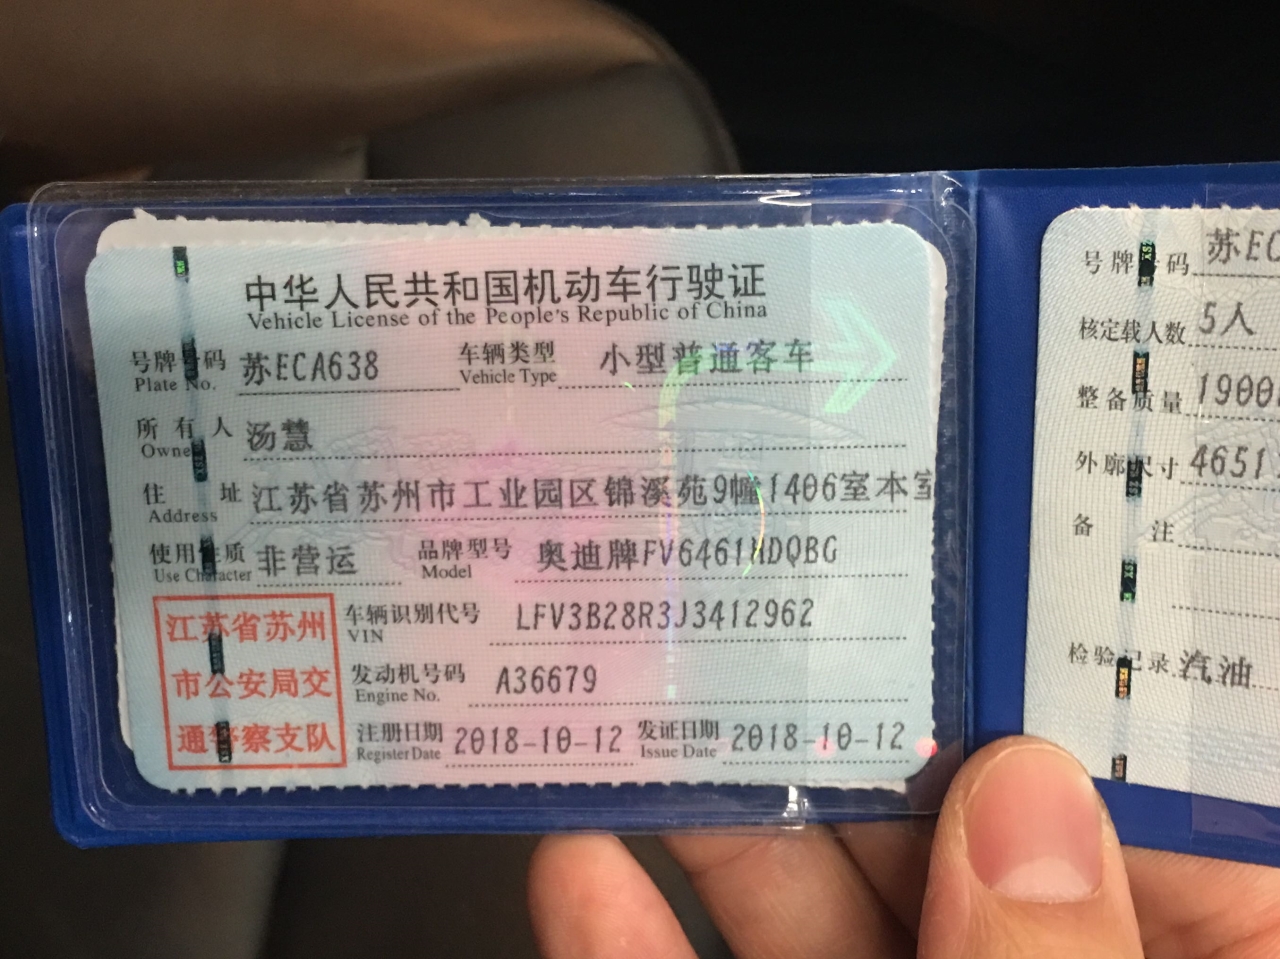 中华人民共和国机动车行驶证
Vehicle License of the People's Republic of China
号牌号码 苏ECA638 车辆类型 小型普通客车
Plate No. Vehicle Type
所有人 汤慧
Owner
住址 江苏省苏州市工业园区锦溪苑9幢1406室本室
Address
使用性质 非营运 品牌型号 奥迪牌FV6461HDQBG
Use Character Model
江苏省苏州
市公安局交
通警察支队
车辆识别代号 LFV3B28R3J3412962
VIN
发动机号码 A36679
Engine No.
注册日期 2018-10-12 发证日期 2018-10-12
Register Date Issue Date
号牌号码 苏EC
核定载人数 5人
整备质量 1900
外廓尺寸 4651
备注
检验记录 汽油